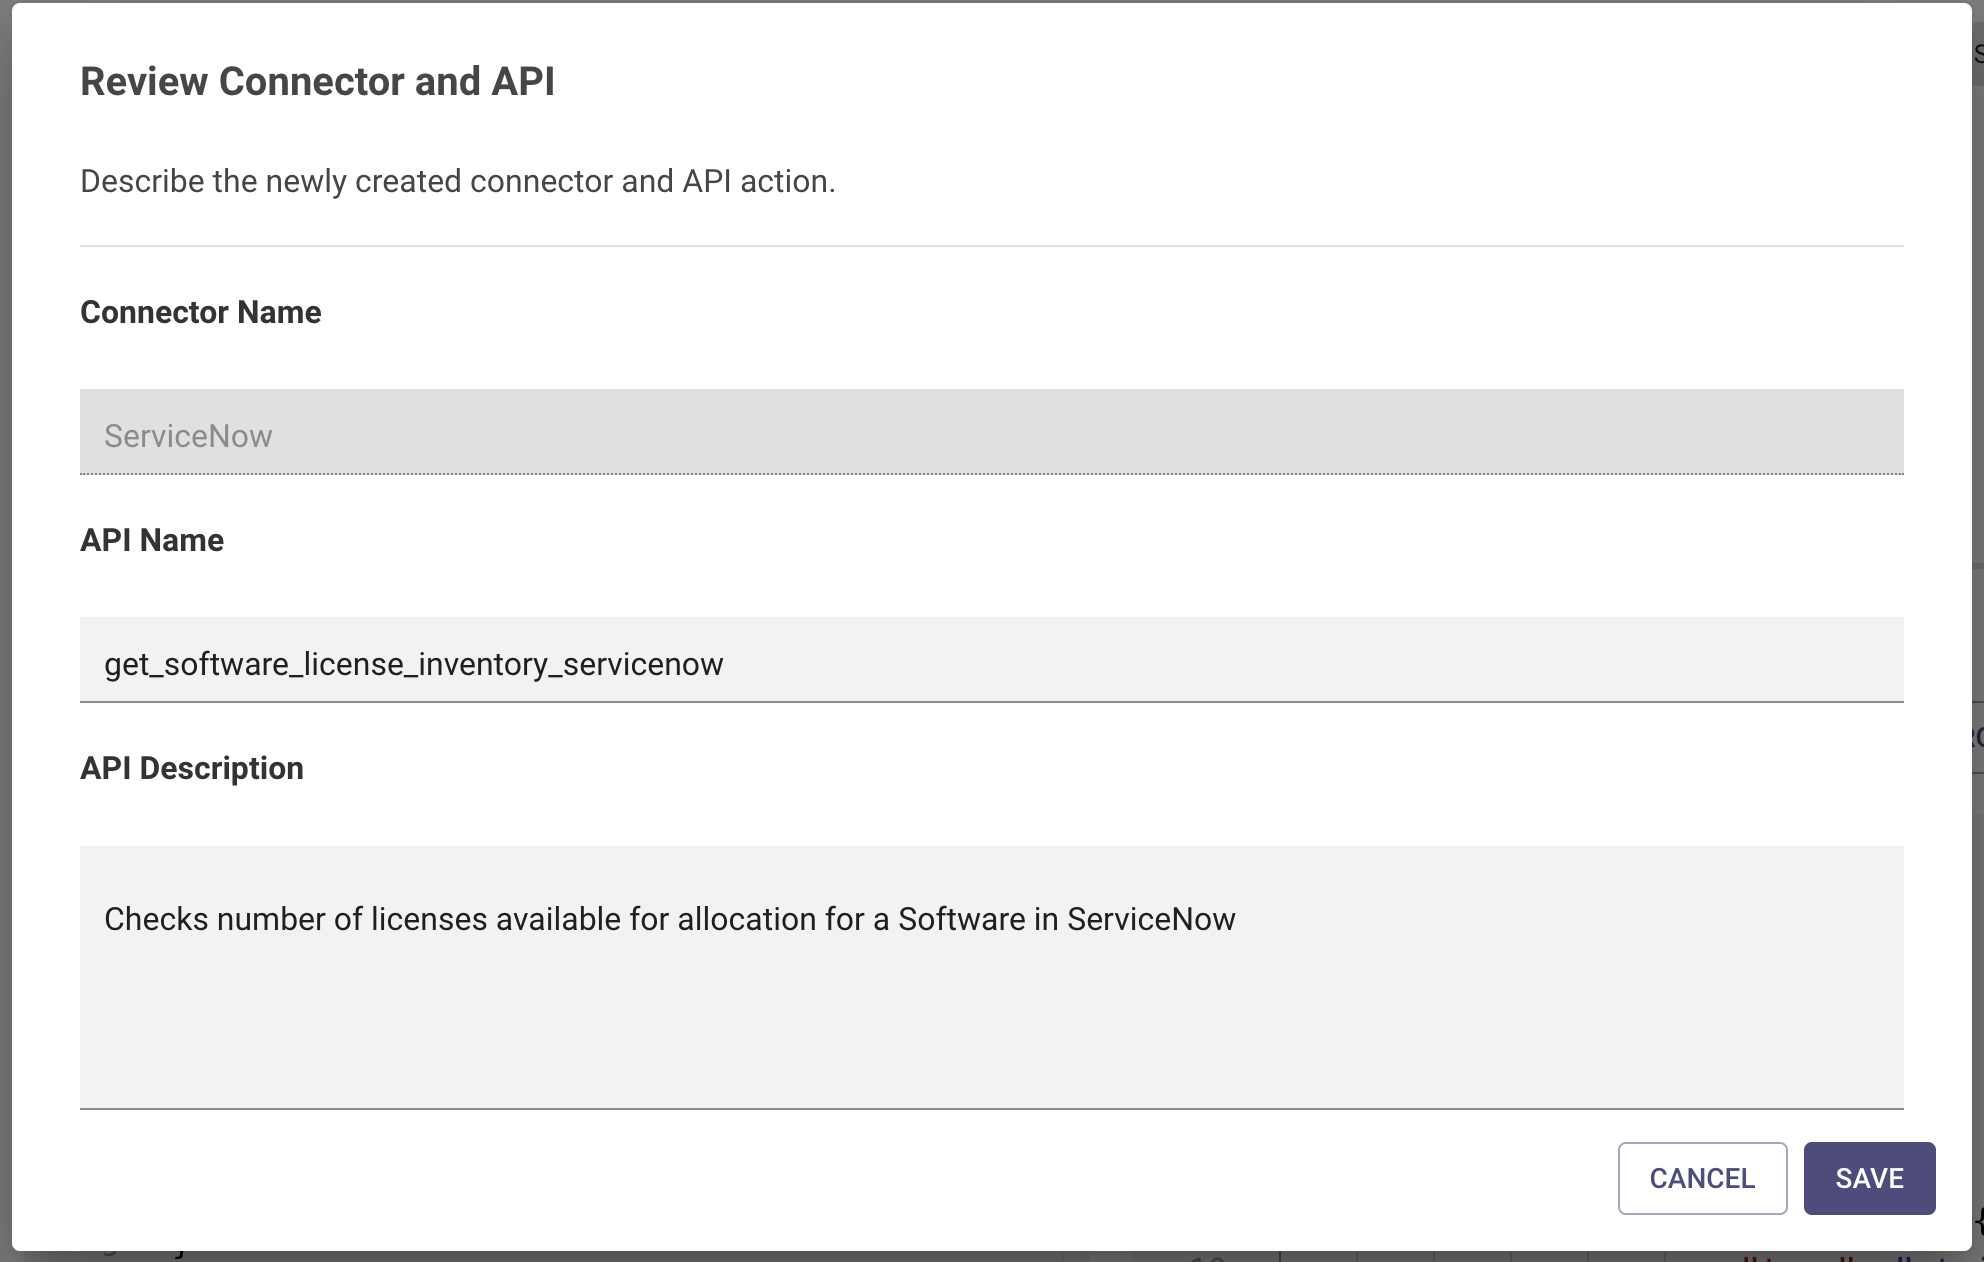 Review Connector and API
Describe the newly created connector and API action.
Connector Name
ServiceNow
API Name
get_software_license_inventory_servicenow
API Description
Checks number of licenses available for allocation for a Software in ServiceNow
CANCEL SAVE